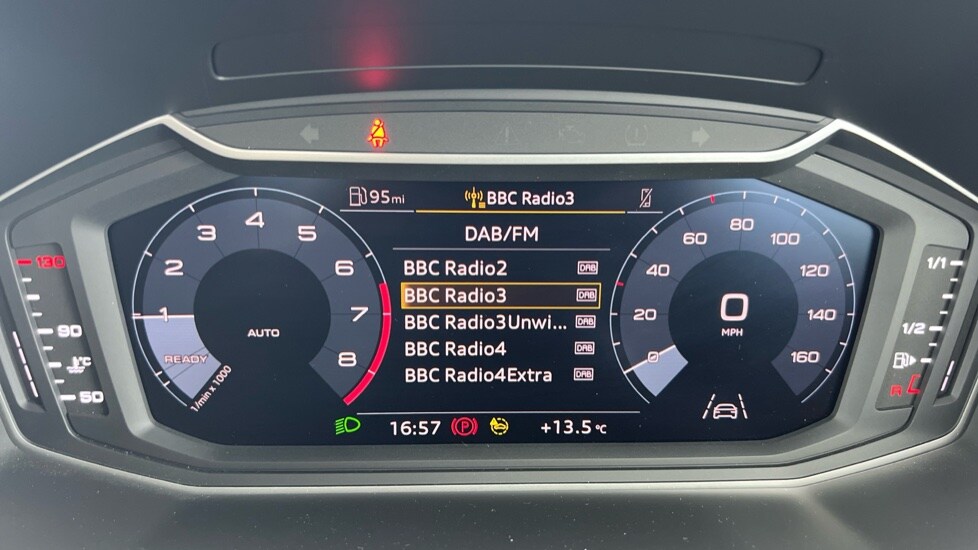 95mi
BBC Radio3
DAB/FM
BBC Radio2 DAB
BBC Radio3 DAB
BBC Radio3Unwi... DAB
BBC Radio4 DAB
BBC Radio4Extra DAB
16:57 (P) +13.5°C
1 2 3 4 5 6 7 8
AUTO
READY
1/min x 1000
0 20 40 60 80 100 120 140 160
0
MPH
130
90
°C
50
1/1
1/2
R